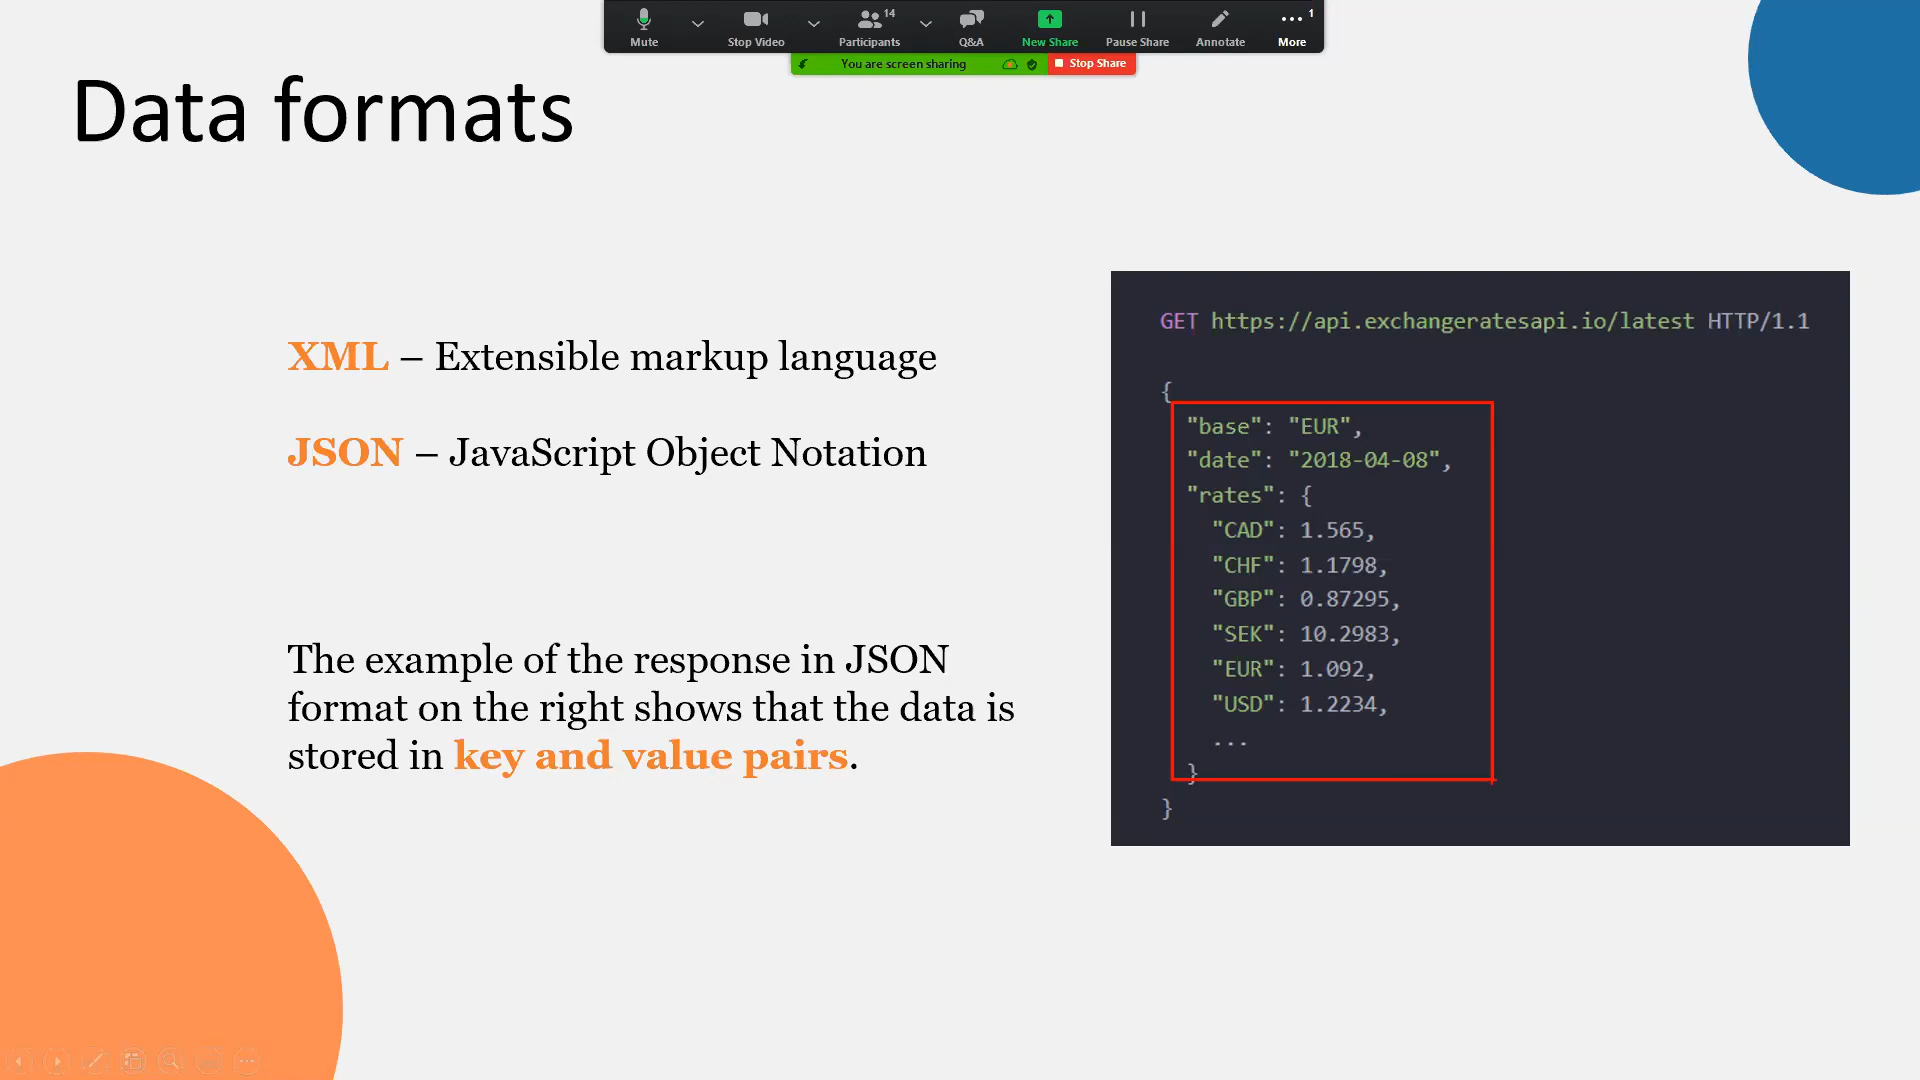 Mute
Stop Video
14
Participants
Q&A
New Share
Pause Share
Annotate
1
More
You are screen sharing
Stop Share
Data formats
XML – Extensible markup language
JSON – JavaScript Object Notation
The example of the response in JSON
format on the right shows that the data is
stored in key and value pairs.
GET https://api.exchangeratesapi.io/latest HTTP/1.1
{
"base": "EUR",
"date": "2018-04-08",
"rates": {
"CAD": 1.565,
"CHF": 1.1798,
"GBP": 0.87295,
"SEK": 10.2983,
"EUR": 1.092,
"USD": 1.2234,
...
}
}